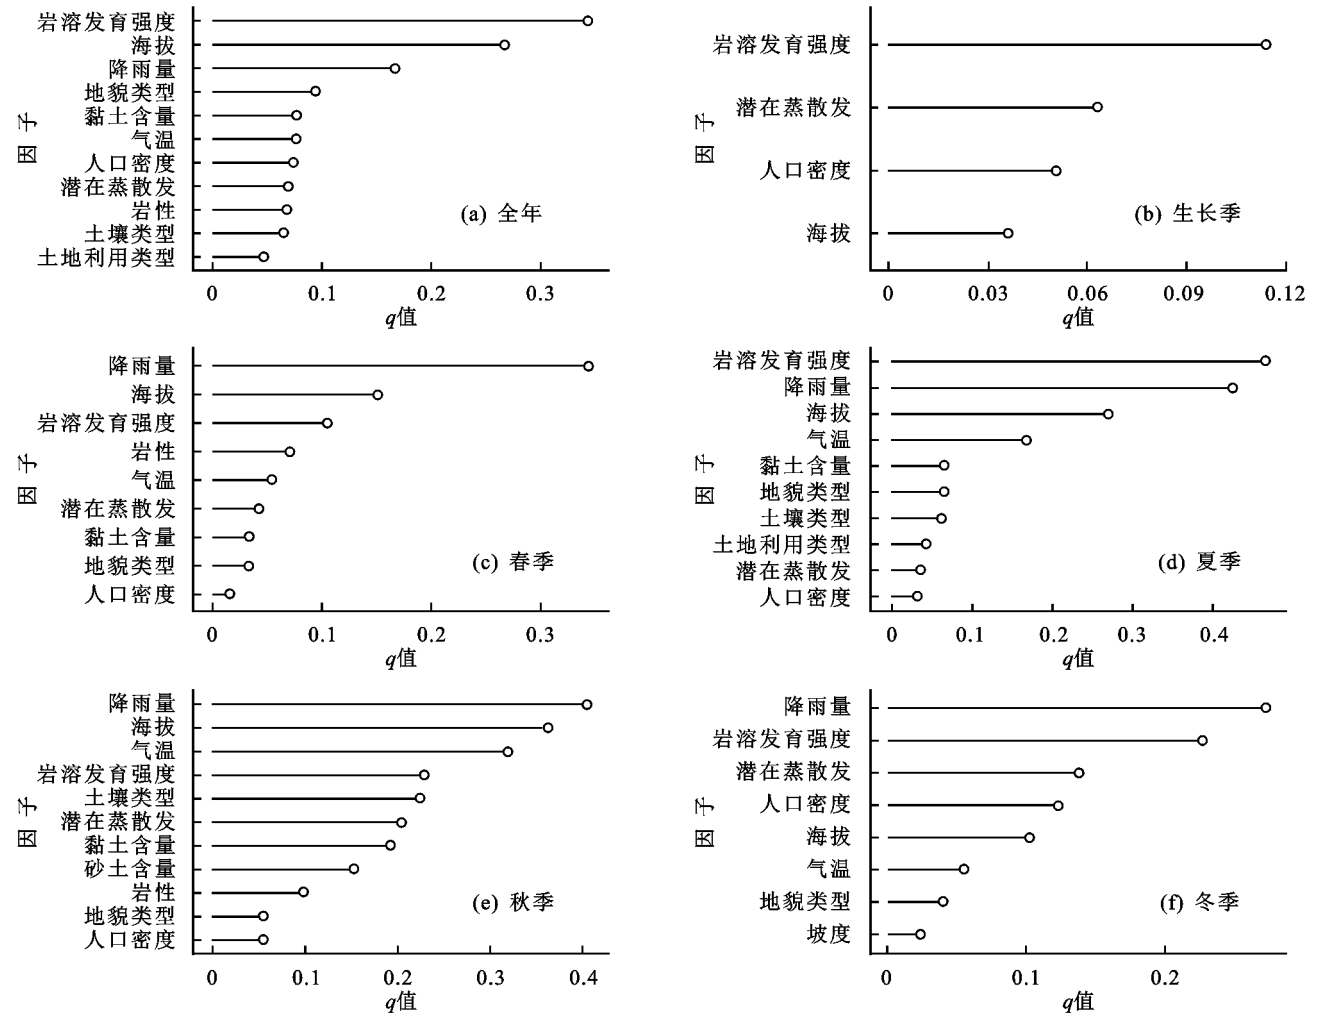 岩溶发育强度
海拔
降雨量
地貌类型
黏土含量
气温
人口密度
潜在蒸散发
岩性
土壤类型
土地利用类型
因子
(a) 全年
0 0.1 0.2 0.3
q值
岩溶发育强度
潜在蒸散发
人口密度
海拔
因子
(b) 生长季
0 0.03 0.06 0.09 0.12
q值
降雨量
海拔
岩溶发育强度
岩性
气温
潜在蒸散发
黏土含量
地貌类型
人口密度
因子
(c) 春季
0 0.1 0.2 0.3
q值
岩溶发育强度
降雨量
海拔
气温
黏土含量
地貌类型
土壤类型
土地利用类型
潜在蒸散发
人口密度
因子
(d) 夏季
0 0.1 0.2 0.3 0.4
q值
降雨量
海拔
气温
岩溶发育强度
土壤类型
潜在蒸散发
黏土含量
砂土含量
岩性
地貌类型
人口密度
因子
(e) 秋季
0 0.1 0.2 0.3 0.4
q值
降雨量
岩溶发育强度
潜在蒸散发
人口密度
海拔
气温
地貌类型
坡度
因子
(f) 冬季
0 0.1 0.2
q值